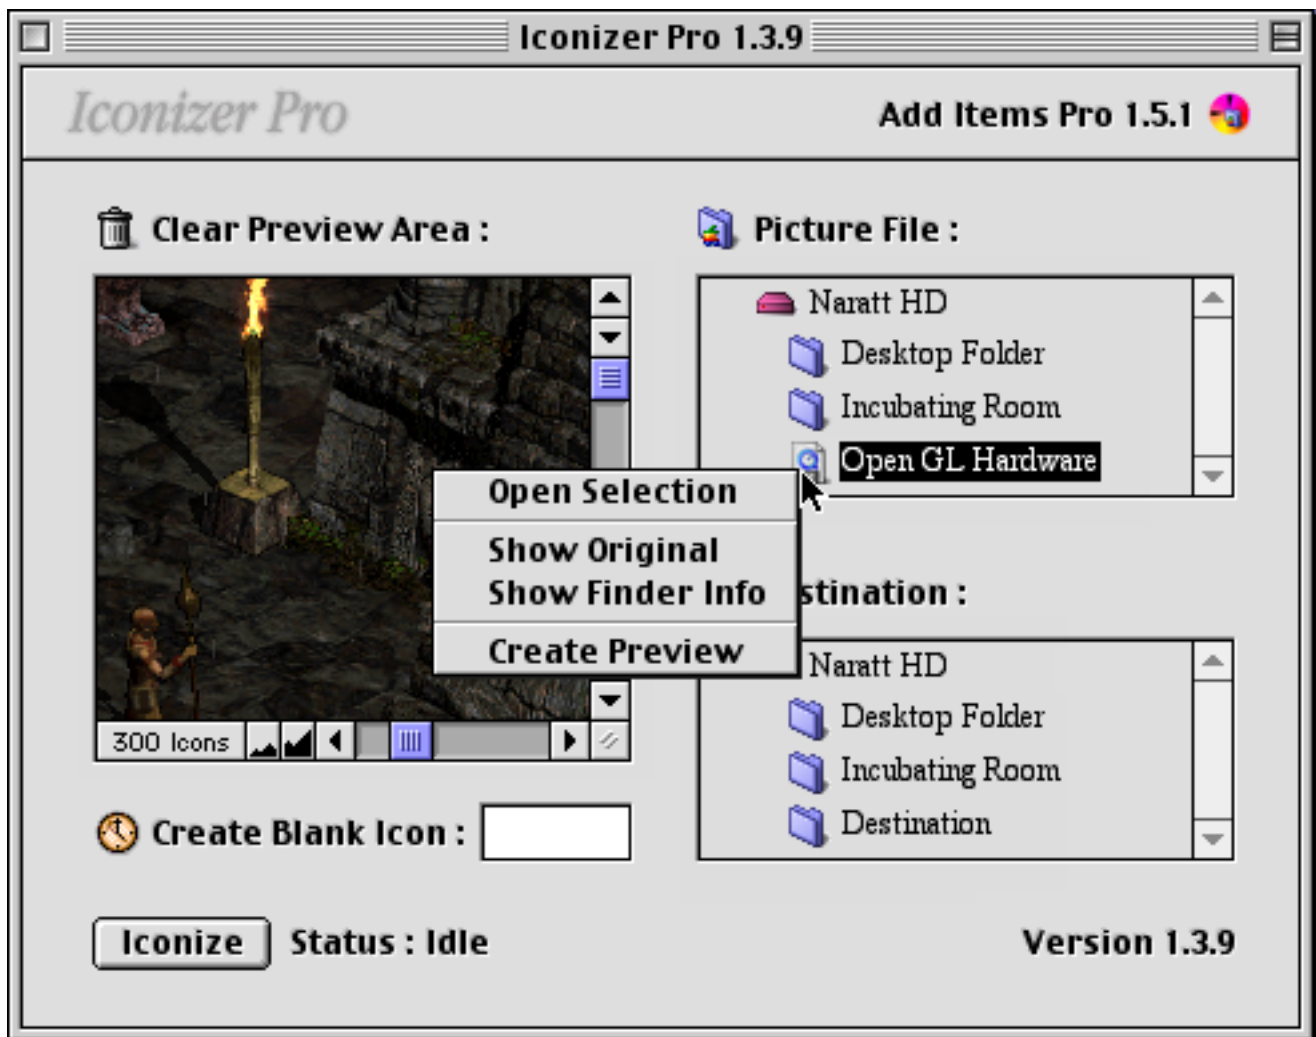 Iconizer Pro 1.3.9
Iconizer Pro
Add Items Pro 1.5.1
Clear Preview Area :
300 Icons
Create Blank Icon :
Picture File :
Naratt HD
Desktop Folder
Incubating Room
Open GL Hardware
Open Selection
Show Original
Show Finder Info
Create Preview
stination :
Naratt HD
Desktop Folder
Incubating Room
Destination
Iconize
Status : Idle
Version 1.3.9